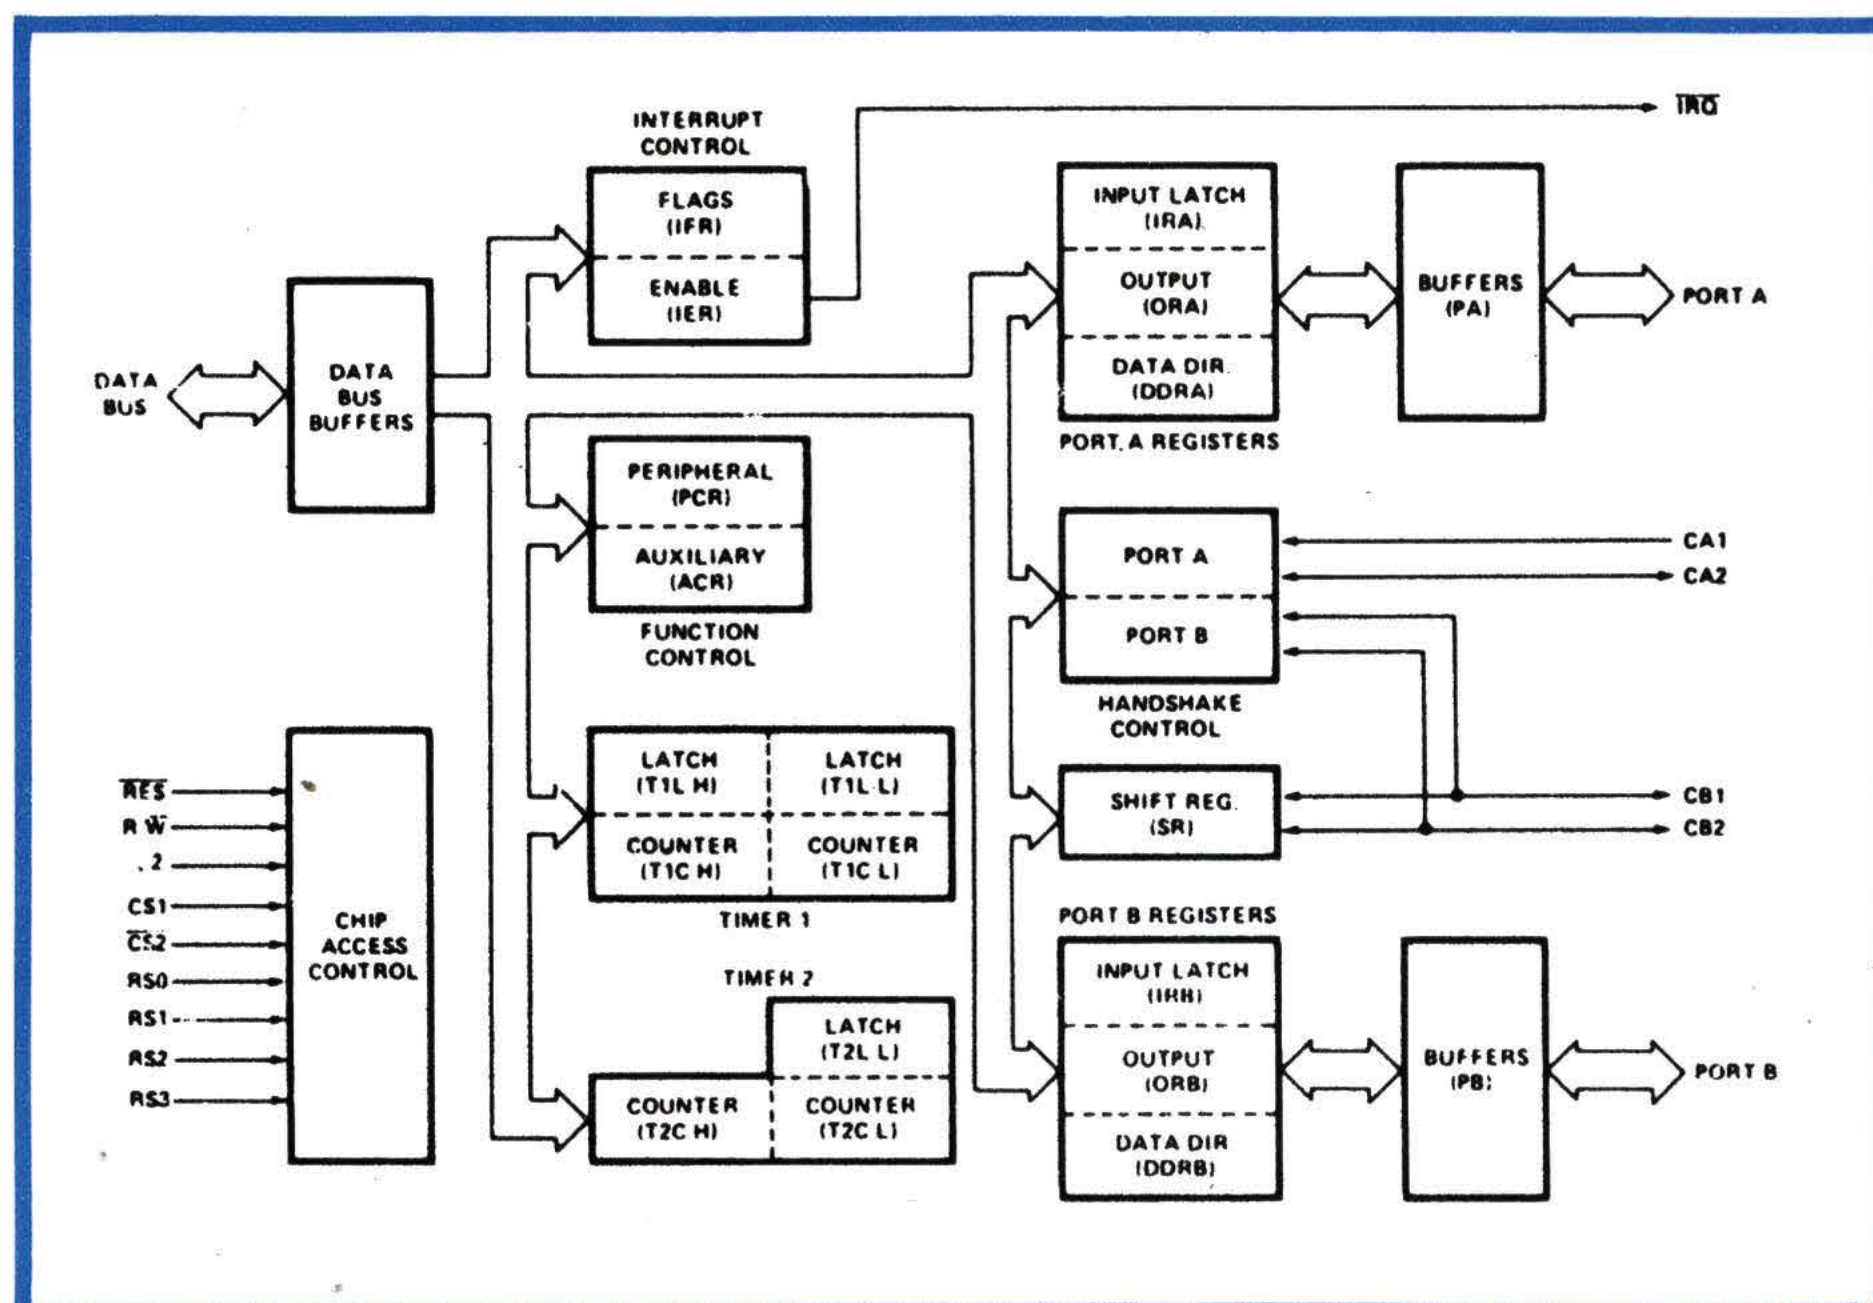 INTERRUPT
CONTROL
IRQ
FLAGS
(IFR)
ENABLE
(IER)
INPUT LATCH
(IRA)
OUTPUT
(ORA)
DATA DIR.
(DDRA)
PORT A REGISTERS
BUFFERS
(PA)
PORT A
DATA
BUS
DATA
BUS
BUFFERS
PERIPHERAL
(PCR)
AUXILIARY
(ACR)
FUNCTION
CONTROL
PORT A
PORT B
HANDSHAKE
CONTROL
CA1
CA2
RES
R W
2
CS1
CS2
RS0
RS1
RS2
RS3
CHIP
ACCESS
CONTROL
LATCH
(T1L H)
LATCH
(T1L L)
COUNTER
(T1C H)
COUNTER
(T1C L)
TIMER 1
SHIFT REG.
(SR)
CB1
CB2
TIMER 2
LATCH
(T2L L)
COUNTER
(T2C H)
COUNTER
(T2C L)
PORT B REGISTERS
INPUT LATCH
(IRB)
OUTPUT
(ORB)
DATA DIR
(DDRB)
BUFFERS
(PB)
PORT B